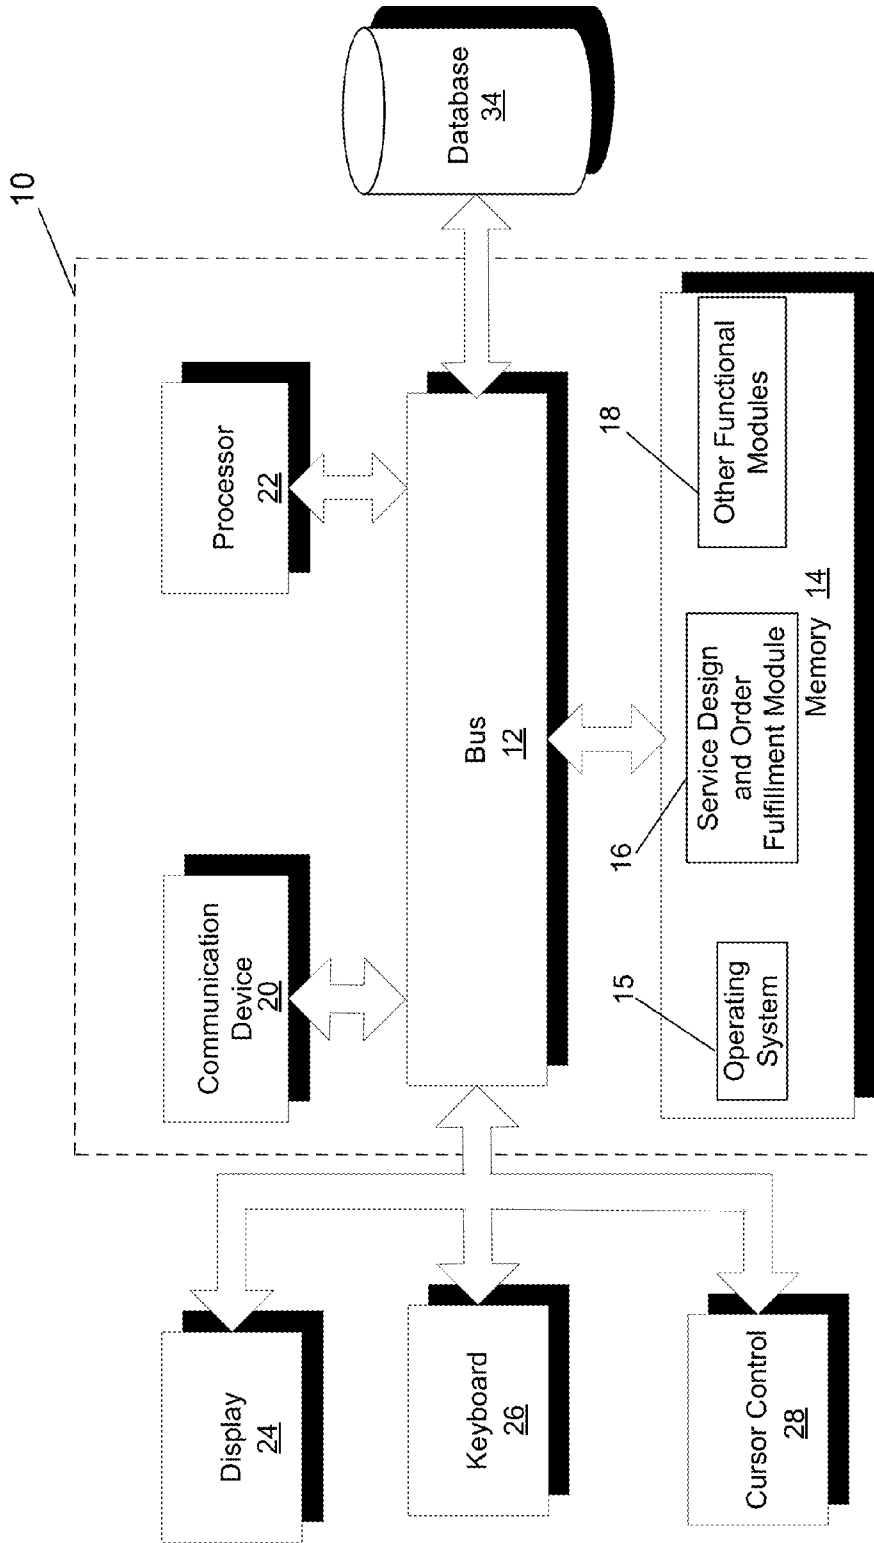 10
Display
24
Communication
Device
20
Processor
22
Keyboard
26
Bus
12
Database
34
Cursor Control
28
15
Operating
System
16
Service Design
and Order
Fulfillment Module
18
Other Functional
Modules
Memory
14